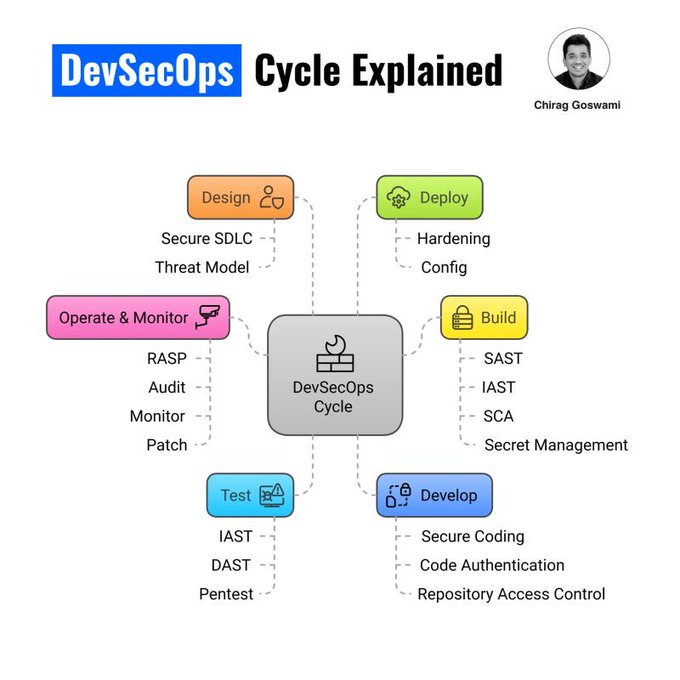 DevSecOps Cycle Explained
Chirag Goswami
Design
Secure SDLC
Threat Model
Deploy
Hardening
Config
Operate & Monitor
RASP
Audit
Monitor
Patch
DevSecOps
Cycle
Build
SAST
IAST
SCA
Secret Management
Test
IAST
DAST
Pentest
Develop
Secure Coding
Code Authentication
Repository Access Control